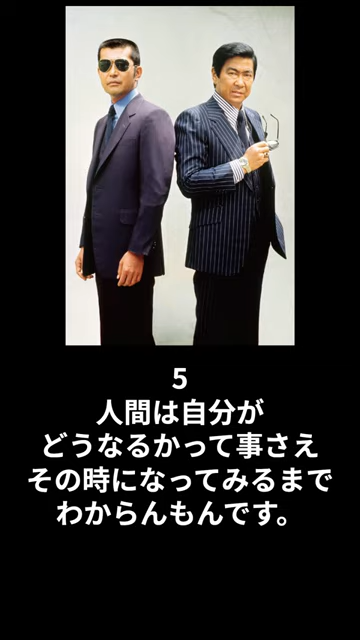 5
人間は自分が
どうなるかって事さえ
その時になってみるまで
わからんもんです。